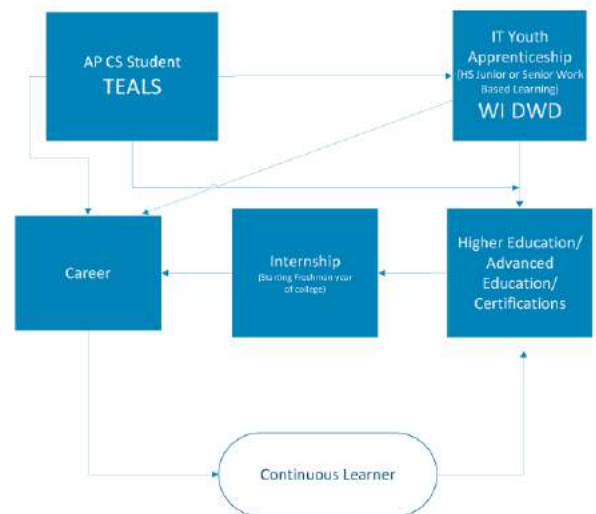 AP CS Student
TEALS
IT Youth
Apprenticeship
(HS Junior or Senior Work
Based Learning)
WI DWD
Career
Internship
(Starting Freshman year
of college)
Higher Education/
Advanced
Education/
Certifications
Continuous Learner